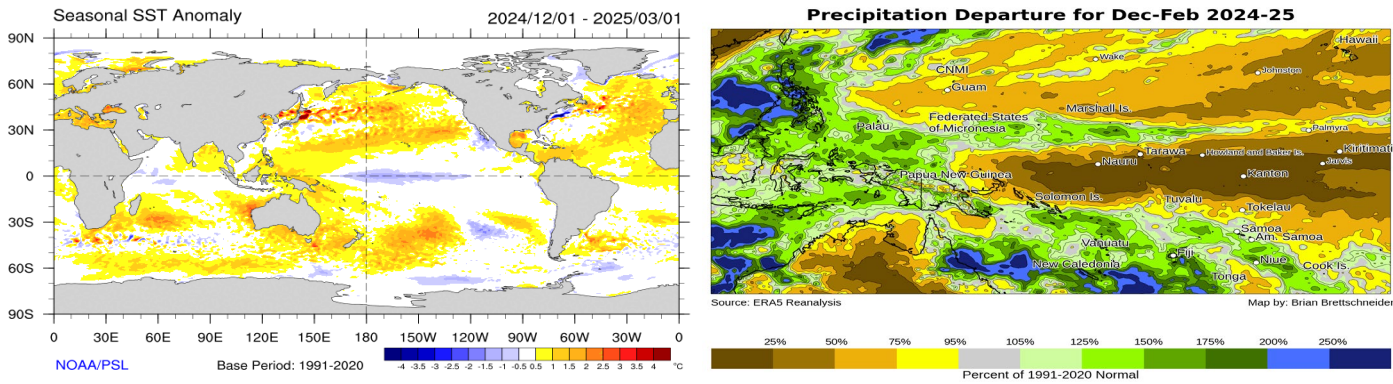 Seasonal SST Anomaly
2024/12/01 - 2025/03/01
90N
60N
30N
0
30S
60S
90S
0 30E 60E 90E 120E 150E 180 150W 120W 90W 60W 30W 0
NOAA/PSL
Base Period: 1991-2020
-4 -3.5 -3 -2.5 -2 -1.5 -1 -0.5 0.5 1 1.5 2 2.5 3 3.5 4 °C
Precipitation Departure for Dec-Feb 2024-25
Hawaii
Wake
CNMI
Johnston
Guam
Marshall Is.
Federated States
of Micronesia
Palau
Palmyra
Kiritimati
Tarawa
Howland and Baker Is.
Nauru
Jarvis
Kanton
Papua New Guinea
Solomon Is.
Tuvalu
Tokelau
Samoa
Am. Samoa
Vanuatu
Fiji
Niue
New Caledonia
Cook Is.
Tonga
Source: ERA5 Reanalysis
Map by: Brian Brettschneider
25% 50% 75% 95% 105% 125% 150% 175% 200% 250%
Percent of 1991-2020 Normal